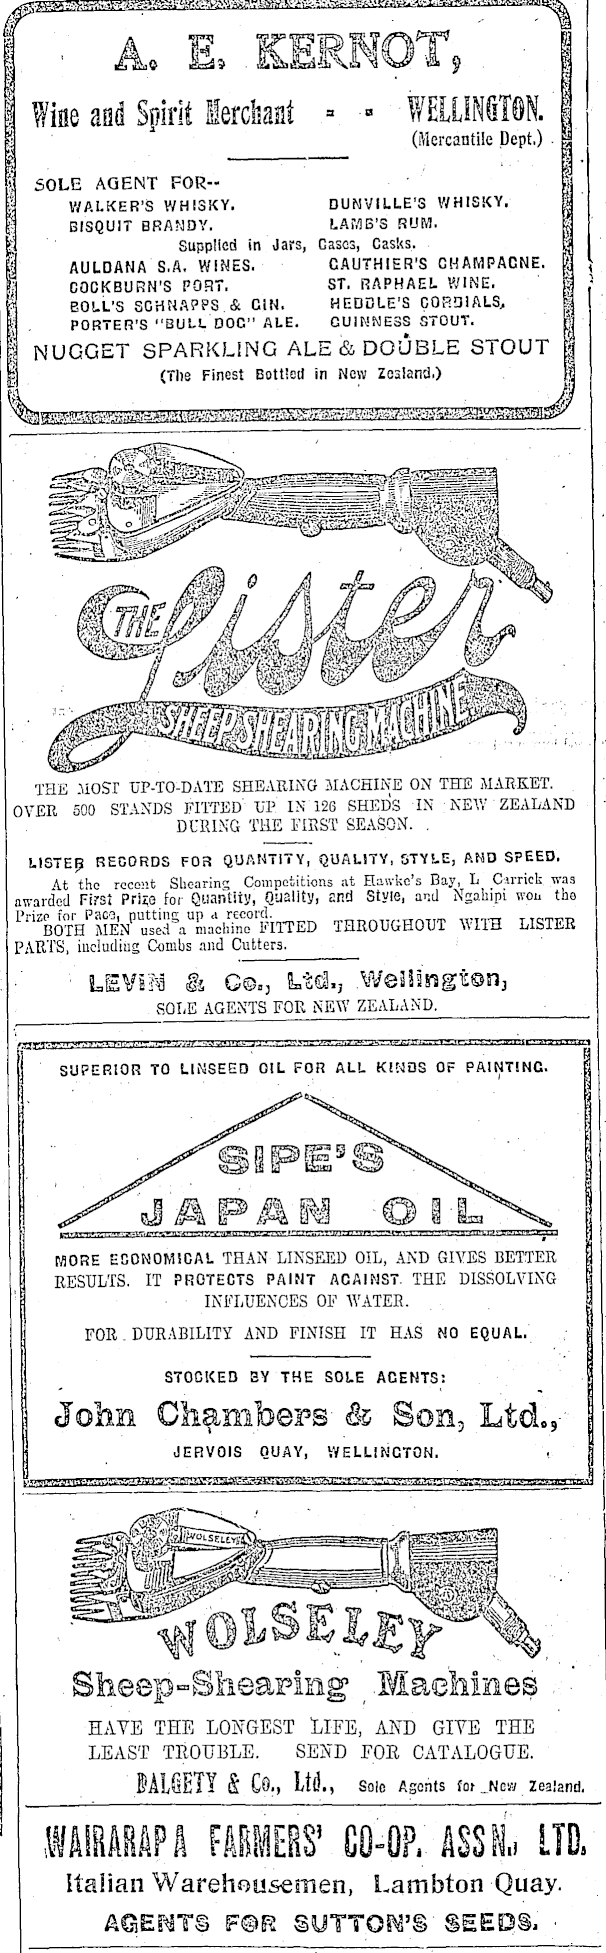 A. E. KERNOT,
Wine and Spirit Merchant - - WELLINGTON.
(Mercantile Dept.)
SOLE AGENT FOR--
WALKER'S WHISKY. DUNVILLE'S WHISKY.
BISQUIT BRANDY. LAMB'S RUM.
Supplied in Jars, Cases, Casks.
AULDANA S.A. WINES. GAUTHIER'S CHAMPAGNE.
COCKBURN'S PORT. ST. RAPHAEL WINE.
BOLL'S SCHNAPPS & GIN. HEDDLE'S CORDIALS,
PORTER'S "BULL DOG" ALE. GUINNESS STOUT.
NUGGET SPARKLING ALE & DOUBLE STOUT
(The Finest Bottled in New Zealand.)
THE Lister
SHEEP SHEARING MACHINE
THE MOST UP-TO-DATE SHEARING MACHINE ON THE MARKET.
OVER 500 STANDS FITTED UP IN 126 SHEDS IN NEW ZEALAND
DURING THE FIRST SEASON.
LISTER RECORDS FOR QUANTITY, QUALITY, STYLE, AND SPEED.
At the recent Shearing Competitions at Hawke's Bay, L Carrick was
awarded First Prize for Quantity, Quality, and Style, and Ngahipi won the
Prize for Pace, putting up a record.
BOTH MEN used a machine FITTED THROUGHOUT WITH LISTER
PARTS, including Combs and Cutters.
LEVIN & Co., Ltd., Wellington,
SOLE AGENTS FOR NEW ZEALAND.
SUPERIOR TO LINSEED OIL FOR ALL KINDS OF PAINTING.
SIPE'S
JAPAN OIL
MORE ECONOMICAL THAN LINSEED OIL, AND GIVES BETTER
RESULTS. IT PROTECTS PAINT AGAINST THE DISSOLVING
INFLUENCES OF WATER.
FOR DURABILITY AND FINISH IT HAS NO EQUAL.
STOCKED BY THE SOLE AGENTS:
John Chambers & Son, Ltd.,
JERVOIS QUAY, WELLINGTON.
WOLSELEY
WOLSELEY
Sheep-Shearing Machines
HAVE THE LONGEST LIFE, AND GIVE THE
LEAST TROUBLE. SEND FOR CATALOGUE.
DALGETY & Co., Ltd., Sole Agents for New Zealand.
WAIRARAPA FARMERS' CO-OP. ASSN., LTD.
Italian Warehousemen, Lambton Quay.
AGENTS FOR SUTTON'S SEEDS.